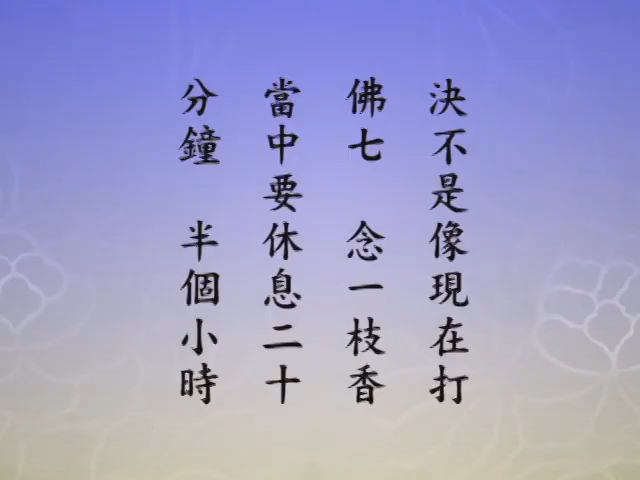 決不是像現在打
佛七　念一枝香
當中要休息二十
分鐘　半個小時